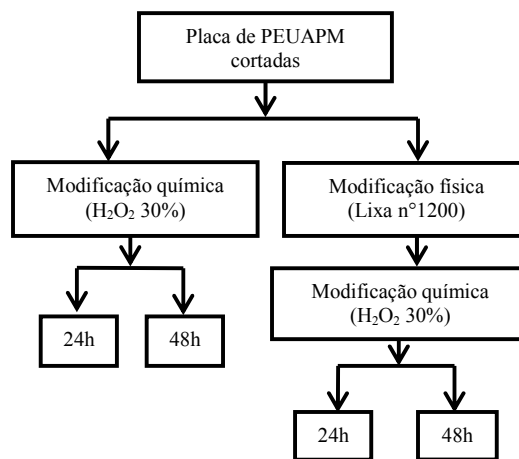 Placa de PEUAPM
cortadas
Modificação química
(H₂O₂ 30%)
Modificação física
(Lixa n°1200)
24h
48h
Modificação química
(H₂O₂ 30%)
24h
48h